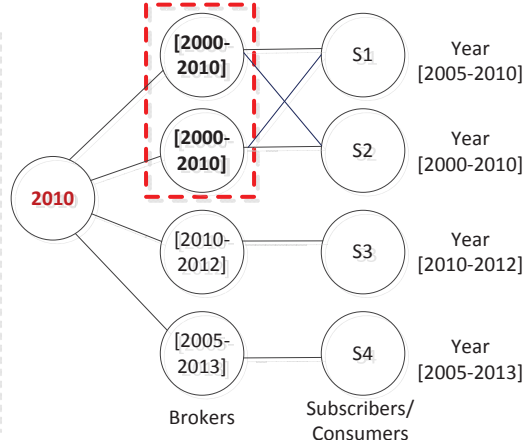 [2000-
2010]
S1
Year
[2005-2010]
[2000-
2010]
S2
Year
[2000-2010]
2010
[2010-
2012]
S3
Year
[2010-2012]
[2005-
2013]
S4
Year
[2005-2013]
Brokers
Subscribers/
Consumers